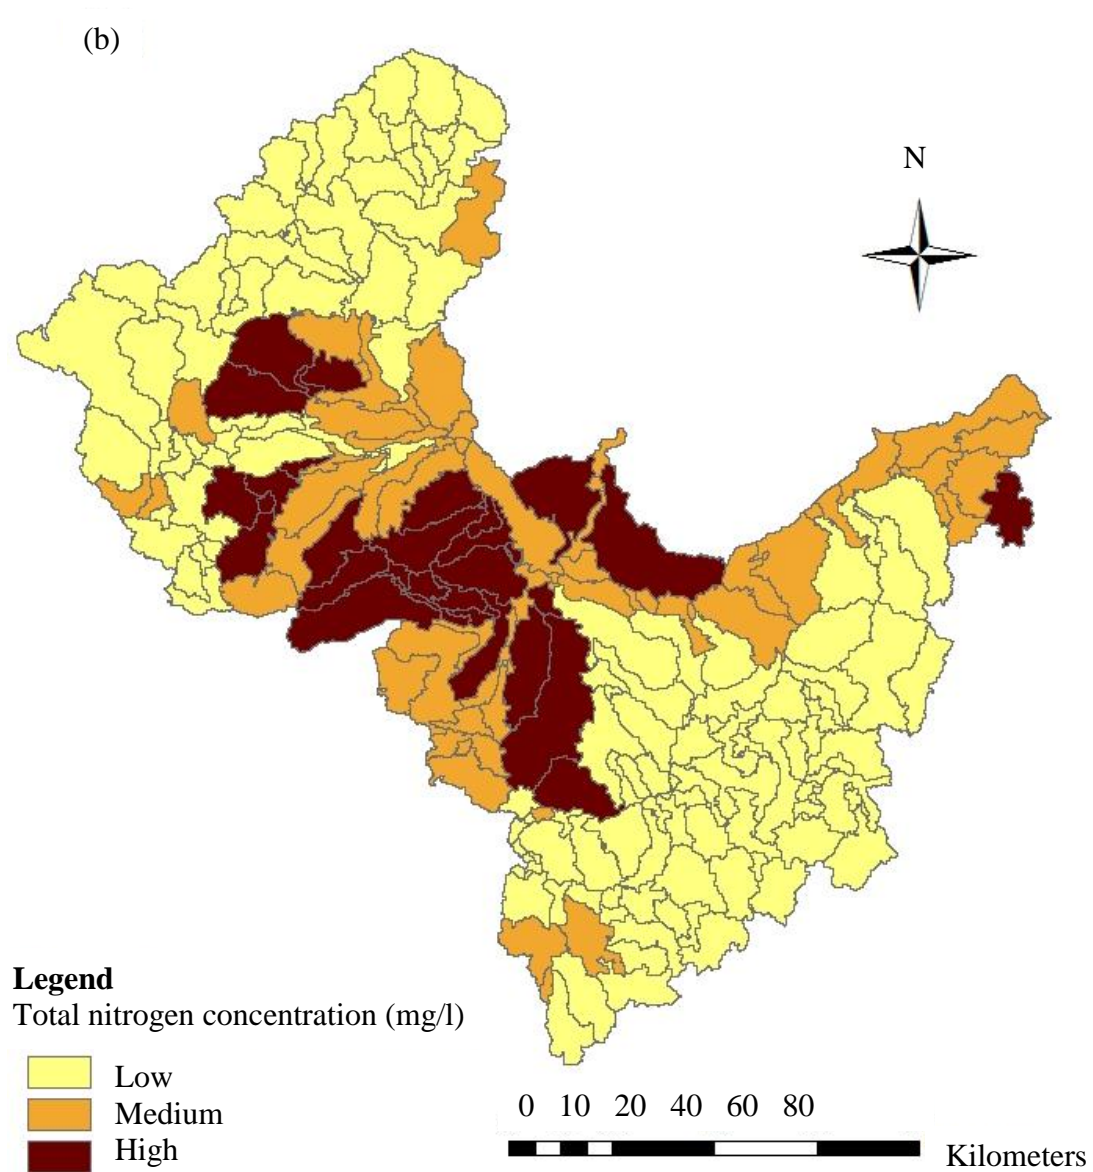 (b)
N
Legend
Total nitrogen concentration (mg/l)
Low
Medium
High
0 10 20 40 60 80
Kilometers